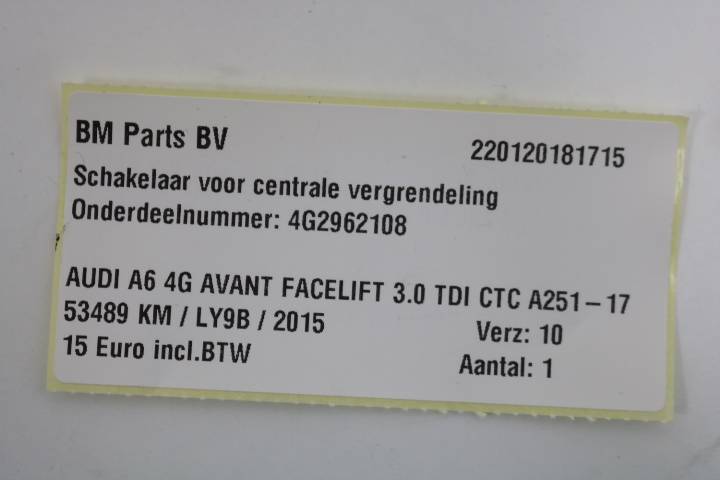 BM Parts BV 220120181715
Schakelaar voor centrale vergrendeling
Onderdeelnummer: 4G2962108
AUDI A6 4G AVANT FACELIFT 3.0 TDI CTC A251-17
53489 KM / LY9B / 2015 Verz: 10
15 Euro incl.BTW Aantal: 1